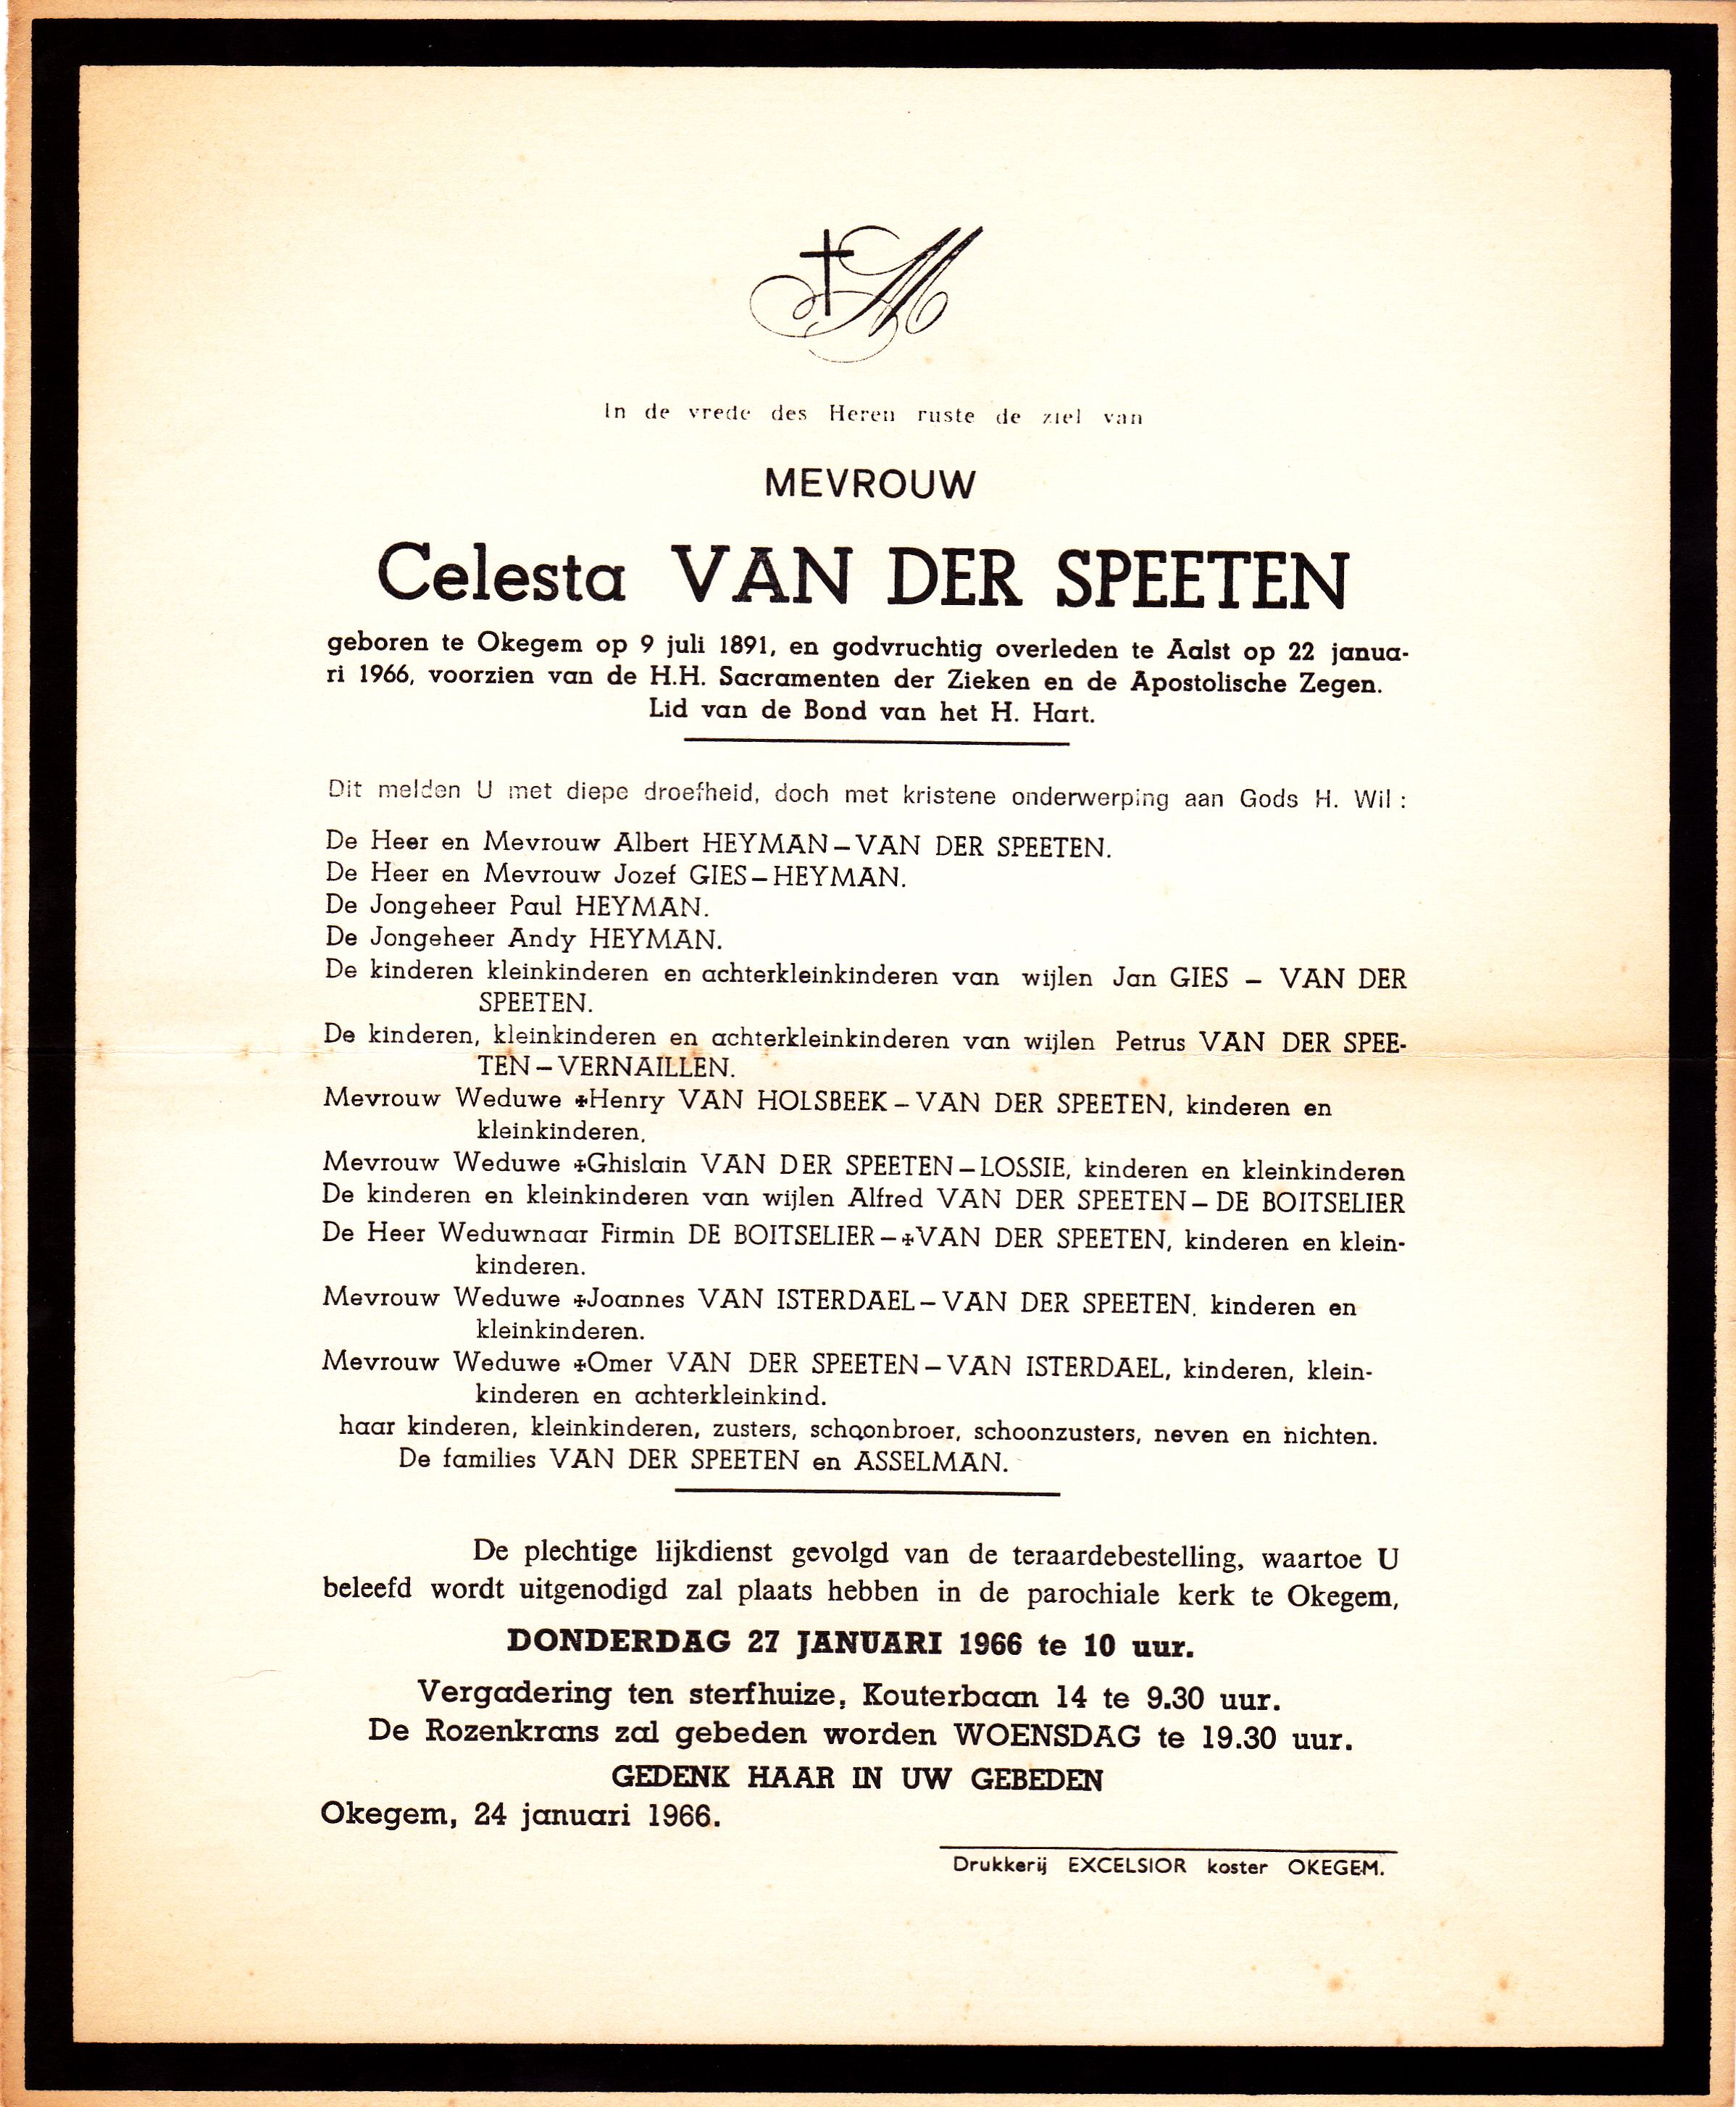 M
In de vrede des Heren ruste de ziel van
MEVROUW
Celesta VAN DER SPEETEN
geboren te Okegem op 9 juli 1891, en godvruchtig overleden te Aalst op 22 janua-
ri 1966, voorzien van de H.H. Sacramenten der Zieken en de Apostolische Zegen.
Lid van de Bond van het H. Hart.
Dit melden U met diepe droefheid, doch met kristene onderwerping aan Gods H. Wil :
De Heer en Mevrouw Albert HEYMAN – VAN DER SPEETEN.
De Heer en Mevrouw Jozef GIES – HEYMAN.
De Jongeheer Paul HEYMAN.
De Jongeheer Andy HEYMAN.
De kinderen kleinkinderen en achterkleinkinderen van wijlen Jan GIES – VAN DER
SPEETEN.
De kinderen, kleinkinderen en achterkleinkinderen van wijlen Petrus VAN DER SPEE-
TEN – VERNAILLEN.
Mevrouw Weduwe ✠Henry VAN HOLSBEEK – VAN DER SPEETEN, kinderen en
kleinkinderen,
Mevrouw Weduwe ✠Ghislain VAN DER SPEETEN – LOSSIE, kinderen en kleinkinderen
De kinderen en kleinkinderen van wijlen Alfred VAN DER SPEETEN – DE BOITSELIER
De Heer Weduwnaar Firmin DE BOITSELIER – ✠VAN DER SPEETEN, kinderen en klein-
kinderen.
Mevrouw Weduwe ✠Joannes VAN ISTERDAEL – VAN DER SPEETEN, kinderen en
kleinkinderen.
Mevrouw Weduwe ✠Omer VAN DER SPEETEN – VAN ISTERDAEL, kinderen, klein-
kinderen en achterkleinkind.
haar kinderen, kleinkinderen, zusters, schoonbroer, schoonzusters, neven en nichten.
De families VAN DER SPEETEN en ASSELMAN.
De plechtige lijkdienst gevolgd van de teraardebestelling, waartoe U
beleefd wordt uitgenodigd zal plaats hebben in de parochiale kerk te Okegem,
DONDERDAG 27 JANUARI 1966 te 10 uur.
Vergadering ten sterfhuize, Kouterbaan 14 te 9.30 uur.
De Rozenkrans zal gebeden worden WOENSDAG te 19.30 uur.
GEDENK HAAR IN UW GEBEDEN
Okegem, 24 januari 1966.
Drukkerij EXCELSIOR koster OKEGEM.